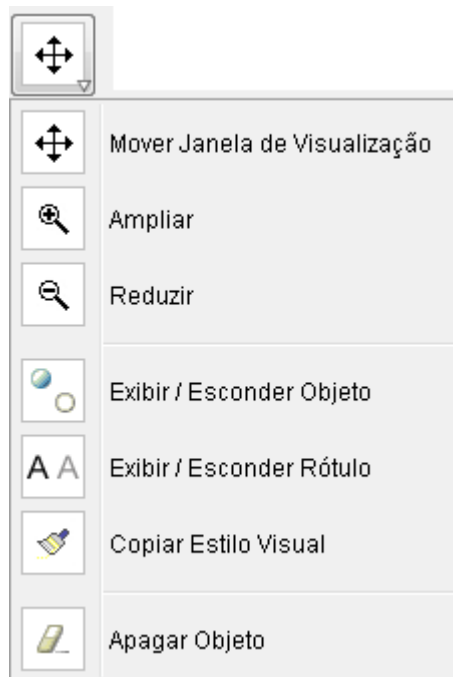 Mover Janela de Visualização
Ampliar
Reduzir
Exibir / Esconder Objeto
A A Exibir / Esconder Rótulo
Copiar Estilo Visual
Apagar Objeto